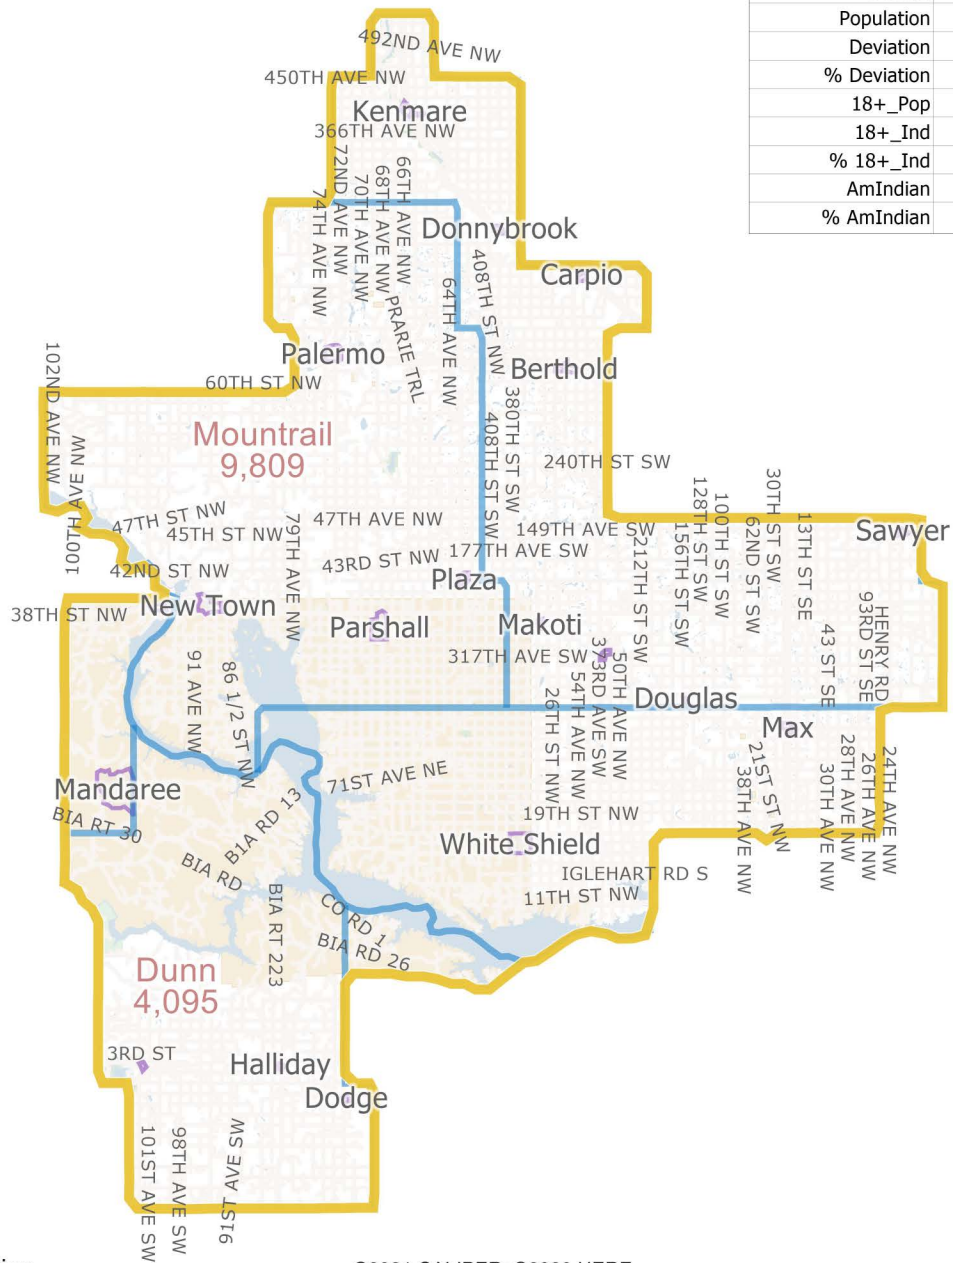 Population
Deviation
% Deviation
18+_Pop
18+_Ind
% 18+_Ind
AmIndian
% AmIndian
492ND AVE NW
450TH AVE NW
Kenmare
366TH AVE NW
74TH AVE NW
72ND AVE NW
70TH AVE NW
68TH AVE NW
66TH AVE NW
Donnybrook
408TH ST NW
Carpio
64TH AVE NW
PRARIE TRL
Palermo
Berthold
102ND AVE NW
60TH ST NW
380TH ST SW
408TH ST SW
Mountrail
9,809
100TH AVE NW
240TH ST SW
47TH ST NW
45TH ST NW
47TH AVE NW
79TH AVE NW
43RD ST NW
149TH AVE SW
177TH AVE SW
212TH ST SW
156TH ST SW
128TH ST SW
100TH ST SW
62ND ST SW
30TH ST SW
13TH ST SE
Sawyer
42ND ST NW
Plaza
38TH ST NW
New Town
Parshall
Makoti
317TH AVE SW
373RD AVE SW
50TH AVE NW
43 ST SE
93RD ST SE
HENRY RD
91 AVE NW
86 1/2 ST NW
26TH ST NW
54TH AVE NW
Douglas
Max
Mandaree
71ST AVE NE
21ST ST NW
38TH AVE NW
30TH AVE NW
28TH AVE NW
26TH AVE NW
24TH AVE NW
BIA RT 30
B1A RD 13
19TH ST NW
White Shield
BIA RD
BIA RT 223
IGLEHART RD S
11TH ST NW
CO RD 1
BIA RD 26
Dunn
4,095
3RD ST
Halliday
Dodge
101ST AVE SW
98TH AVE SW
91ST AVE SW